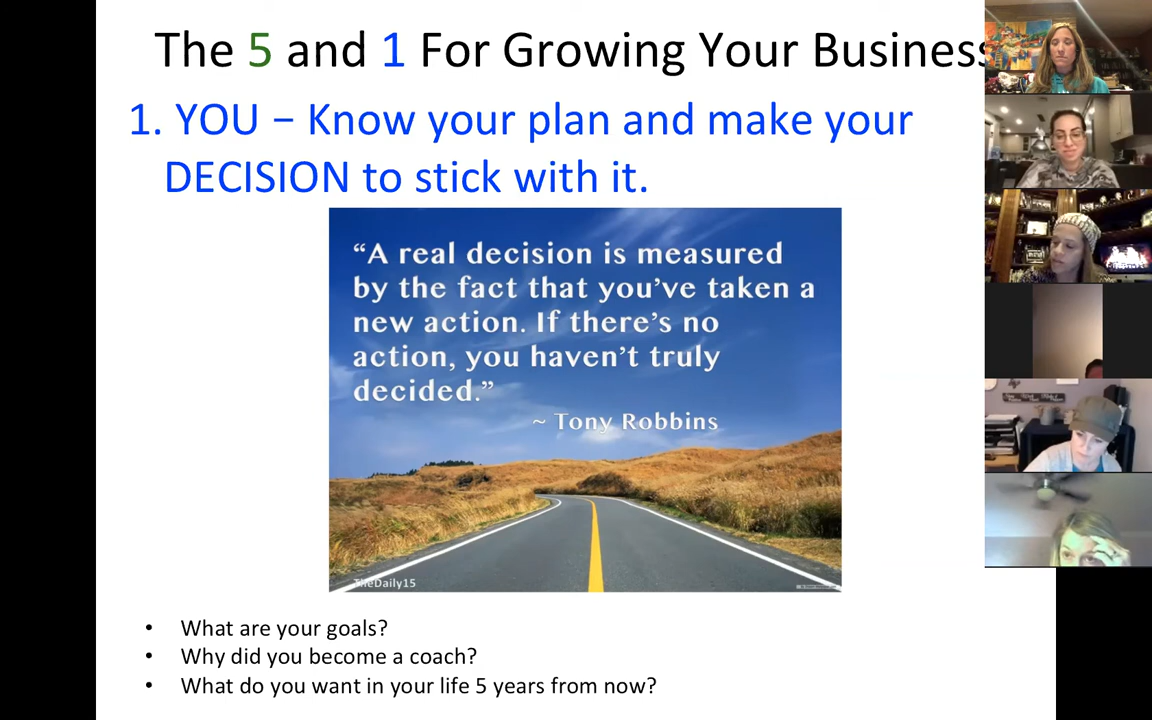 The 5 and 1 For Growing Your Business
1. YOU – Know your plan and make your
DECISION to stick with it.
“A real decision is measured
by the fact that you’ve taken a
new action. If there’s no
action, you haven’t truly
decided.”
~ Tony Robbins
TheDaily15
• What are your goals?
• Why did you become a coach?
• What do you want in your life 5 years from now?